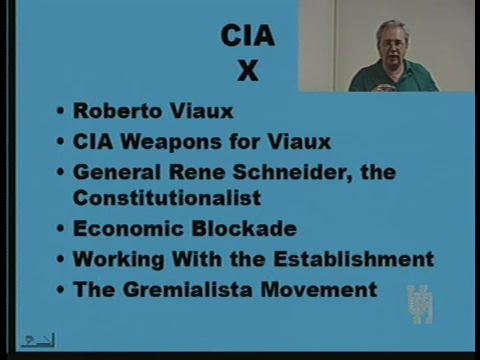 CIA
X
• Roberto Viaux
• CIA Weapons for Viaux
• General Rene Schneider, the
Constitutionalist
• Economic Blockade
• Working With the Establishment
• The Gremialista Movement